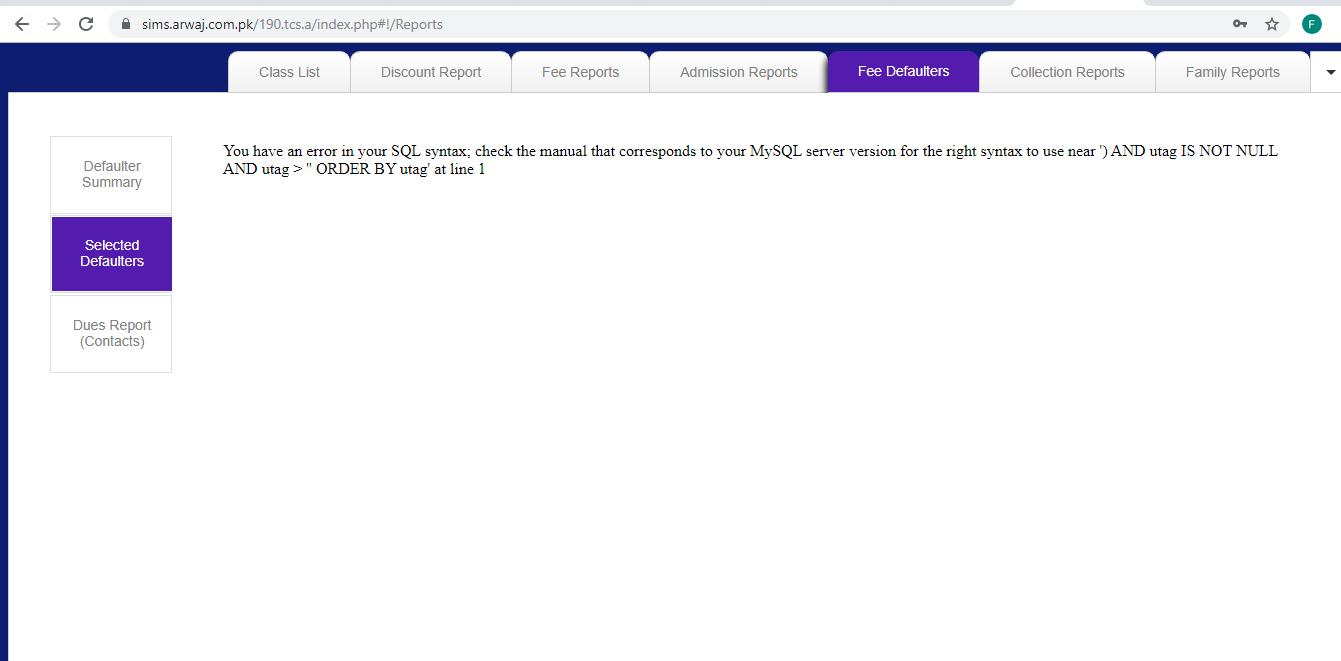 sims.arwaj.com.pk/190.tcs.a/index.php#!/Reports
F
Class List
Discount Report
Fee Reports
Admission Reports
Fee Defaulters
Collection Reports
Family Reports
Defaulter
Summary
Selected
Defaulters
Dues Report
(Contacts)
You have an error in your SQL syntax; check the manual that corresponds to your MySQL server version for the right syntax to use near ') AND utag IS NOT NULL
AND utag > '' ORDER BY utag' at line 1